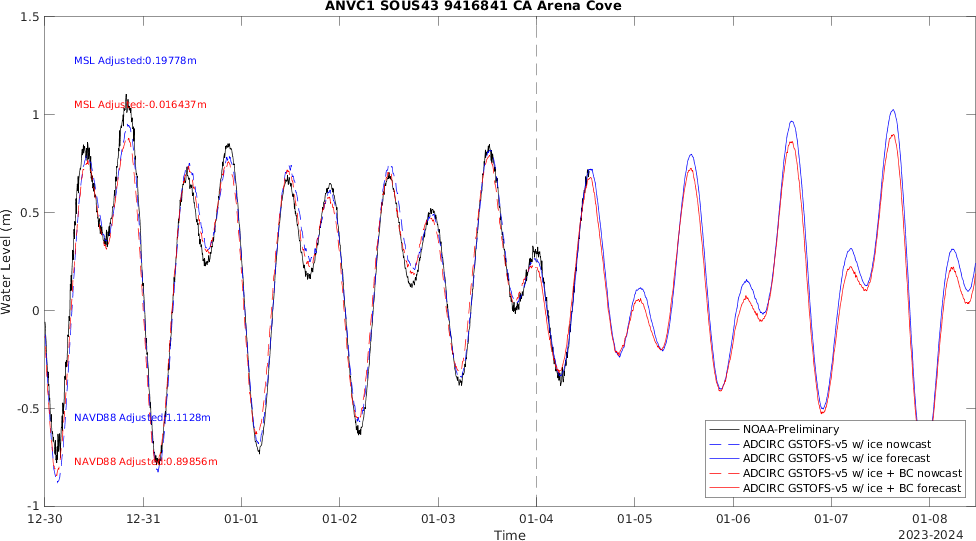 ANVC1 SOUS43 9416841 CA Arena Cove
MSL Adjusted:0.19778m
MSL Adjusted:-0.016437m
NAVD88 Adjusted:1.1128m
NAVD88 Adjusted:0.89856m
Water Level (m)
1.5
1
0.5
0
-0.5
-1
NOAA-Preliminary
ADCIRC GSTOFS-v5 w/ ice nowcast
ADCIRC GSTOFS-v5 w/ ice forecast
ADCIRC GSTOFS-v5 w/ ice + BC nowcast
ADCIRC GSTOFS-v5 w/ ice + BC forecast
12-30 12-31 01-01 01-02 01-03 01-04 01-05 01-06 01-07 01-08
Time
2023-2024